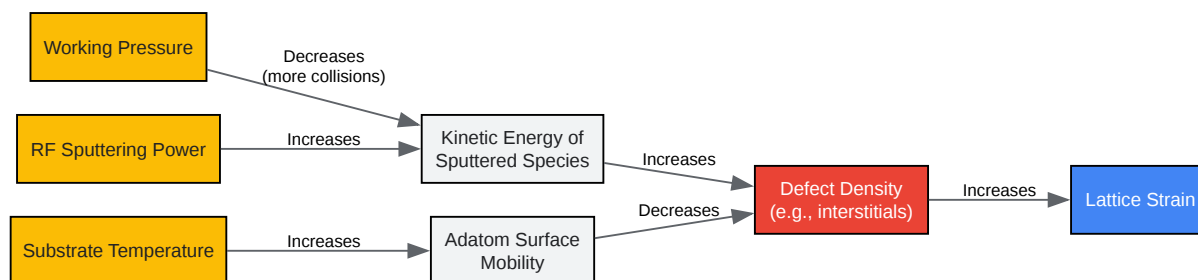 Working Pressure
Decreases
(more collisions)
RF Sputtering Power
Increases
Kinetic Energy of
Sputtered Species
Increases
Defect Density
(e.g., interstitials)
Increases
Lattice Strain
Decreases
Substrate Temperature
Increases
Adatom Surface
Mobility